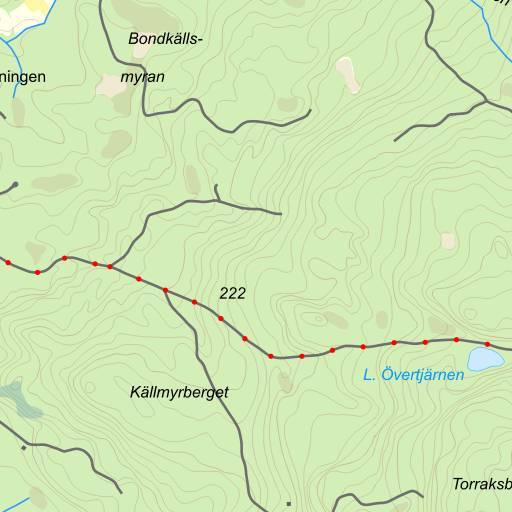 Bondkälls-
ningen
myran
222
L. Övertjärnen
Källmyrberget
Torraksb